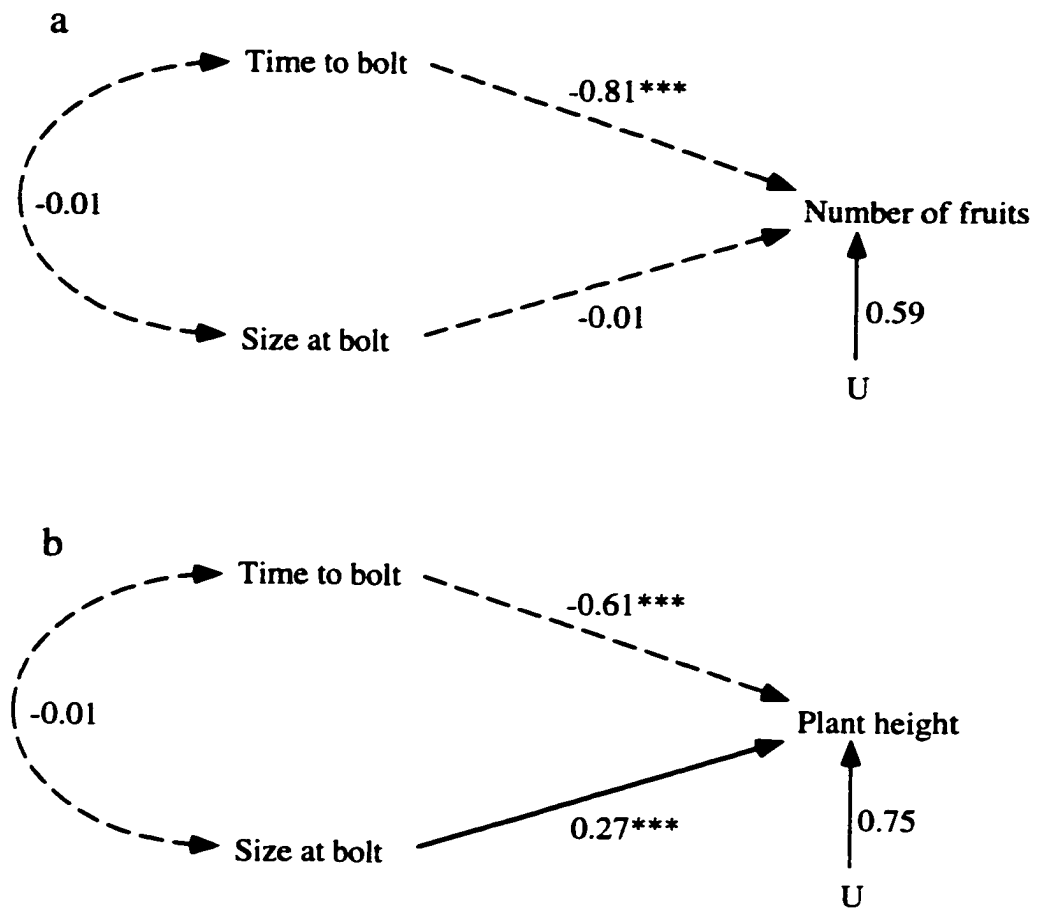 a
Time to bolt
-0.81***
-0.01
Number of fruits
Size at bolt
-0.01
0.59
U
b
Time to bolt
-0.61***
-0.01
Plant height
Size at bolt
0.27***
0.75
U